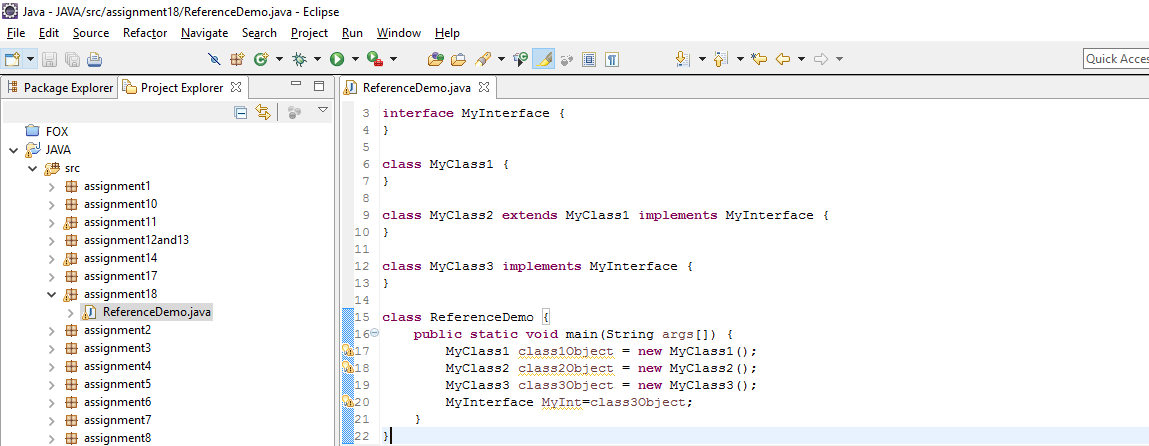 Java - JAVA/src/assignment18/ReferenceDemo.java - Eclipse
File Edit Source Refactor Navigate Search Project Run Window Help
Quick Acces
Package Explorer Project Explorer
ReferenceDemo.java
FOX
JAVA
src
assignment1
assignment10
assignment11
assignment12and13
assignment14
assignment17
assignment18
ReferenceDemo.java
assignment2
assignment3
assignment4
assignment5
assignment6
assignment7
assignment8
3 interface MyInterface {
4 }
5
6 class MyClass1 {
7 }
8
9 class MyClass2 extends MyClass1 implements MyInterface {
10 }
11
12 class MyClass3 implements MyInterface {
13 }
14
15 class ReferenceDemo {
16 public static void main(String args[]) {
17 MyClass1 class1Object = new MyClass1();
18 MyClass2 class2Object = new MyClass2();
19 MyClass3 class3Object = new MyClass3();
20 MyInterface MyInt=class3Object;
21 }
22 }